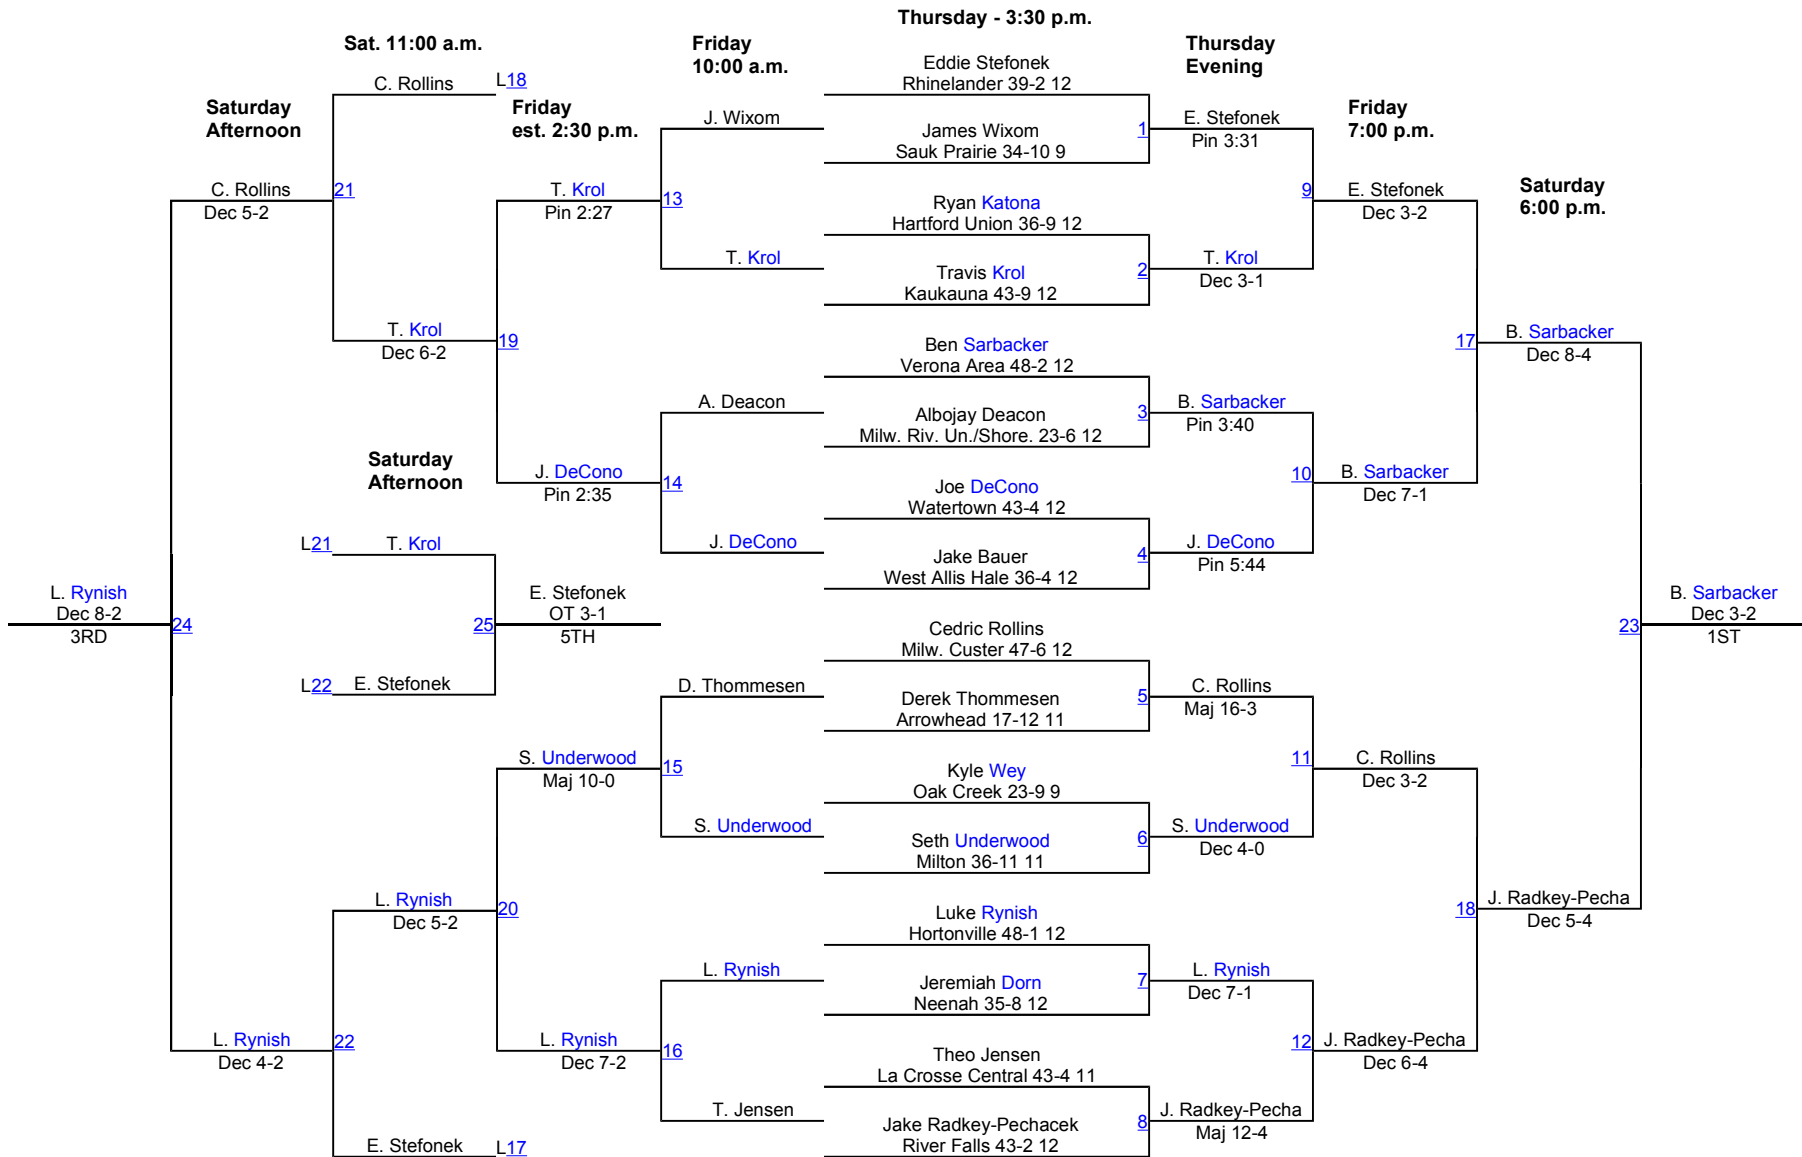 Thursday - 3:30 p.m.
Sat. 11:00 a.m.
Friday
10:00 a.m.
Thursday
Evening
Eddie Stefonek
Rhinelander 39-2 12
C. Rollins
L18
Saturday
Afternoon
Friday
est. 2:30 p.m.
Friday
7:00 p.m.
J. Wixom
James Wixom
Sauk Prairie 34-10 9
1
E. Stefonek
Pin 3:31
C. Rollins
Dec 5-2
21
T. Krol
Pin 2:27
13
Ryan Katona
Hartford Union 36-9 12
9
E. Stefonek
Dec 3-2
Saturday
6:00 p.m.
T. Krol
Travis Krol
Kaukauna 43-9 12
2
T. Krol
Dec 3-1
T. Krol
Dec 6-2
19
Ben Sarbacker
Verona Area 48-2 12
17
B. Sarbacker
Dec 8-4
A. Deacon
Albojay Deacon
Milw. Riv. Un./Shore. 23-6 12
3
B. Sarbacker
Pin 3:40
Saturday
Afternoon
J. DeCono
Pin 2:35
14
Joe DeCono
Watertown 43-4 12
10
B. Sarbacker
Dec 7-1
L21
T. Krol
J. DeCono
Jake Bauer
West Allis Hale 36-4 12
4
J. DeCono
Pin 5:44
L. Rynish
Dec 8-2
3RD
24
25
E. Stefonek
OT 3-1
5TH
Cedric Rollins
Milw. Custer 47-6 12
23
B. Sarbacker
Dec 3-2
1ST
L22
E. Stefonek
D. Thommesen
Derek Thommesen
Arrowhead 17-12 11
5
C. Rollins
Maj 16-3
S. Underwood
Maj 10-0
15
Kyle Wey
Oak Creek 23-9 9
11
C. Rollins
Dec 3-2
S. Underwood
Seth Underwood
Milton 36-11 11
6
S. Underwood
Dec 4-0
L. Rynish
Dec 5-2
20
Luke Rynish
Hortonville 48-1 12
18
J. Radkey-Pecha
Dec 5-4
L. Rynish
Jeremiah Dorn
Neenah 35-8 12
7
L. Rynish
Dec 7-1
L. Rynish
Dec 4-2
22
L. Rynish
Dec 7-2
16
Theo Jensen
La Crosse Central 43-4 11
12
J. Radkey-Pecha
Dec 6-4
T. Jensen
Jake Radkey-Pechacek
River Falls 43-2 12
8
J. Radkey-Pecha
Maj 12-4
E. Stefonek
L17